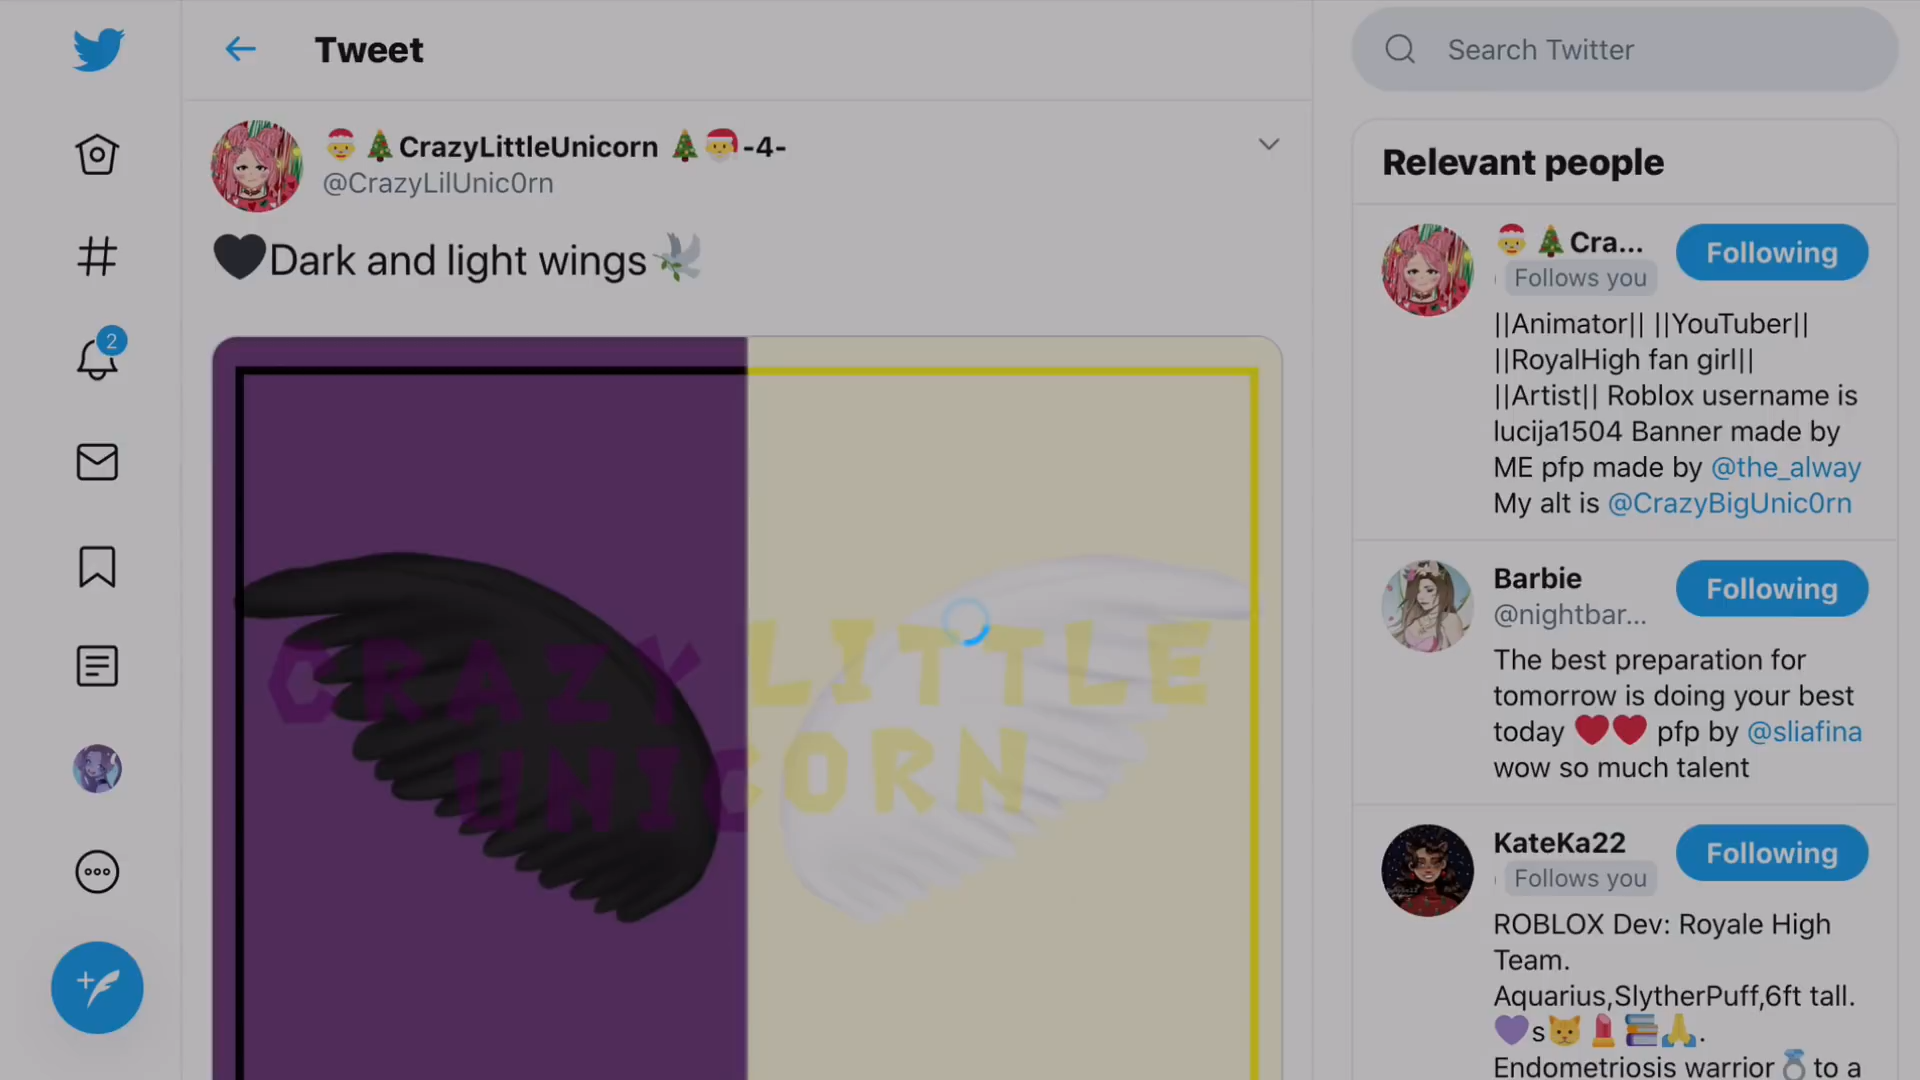 Tweet
Search Twitter
🎅🎄CrazyLittleUnicorn 🎄🎅-4-
@CrazyLilUnic0rn
🖤Dark and light wings🕊
2
CRAZY LITTLE
UNICORN
Relevant people
🎅🎄Cra...
Following
Follows you
||Animator|| ||YouTuber||
||RoyalHigh fan girl||
||Artist|| Roblox username is
lucija1504 Banner made by
ME pfp made by @the_alway
My alt is @CrazyBigUnic0rn
Barbie
Following
@nightbar...
The best preparation for
tomorrow is doing your best
today ❤️❤️ pfp by @sliafina
wow so much talent
KateKa22
Following
Follows you
ROBLOX Dev: Royale High
Team.
Aquarius,SlytherPuff,6ft tall.
💜s🐱💄📚🙏.
Endometriosis warrior💍to a